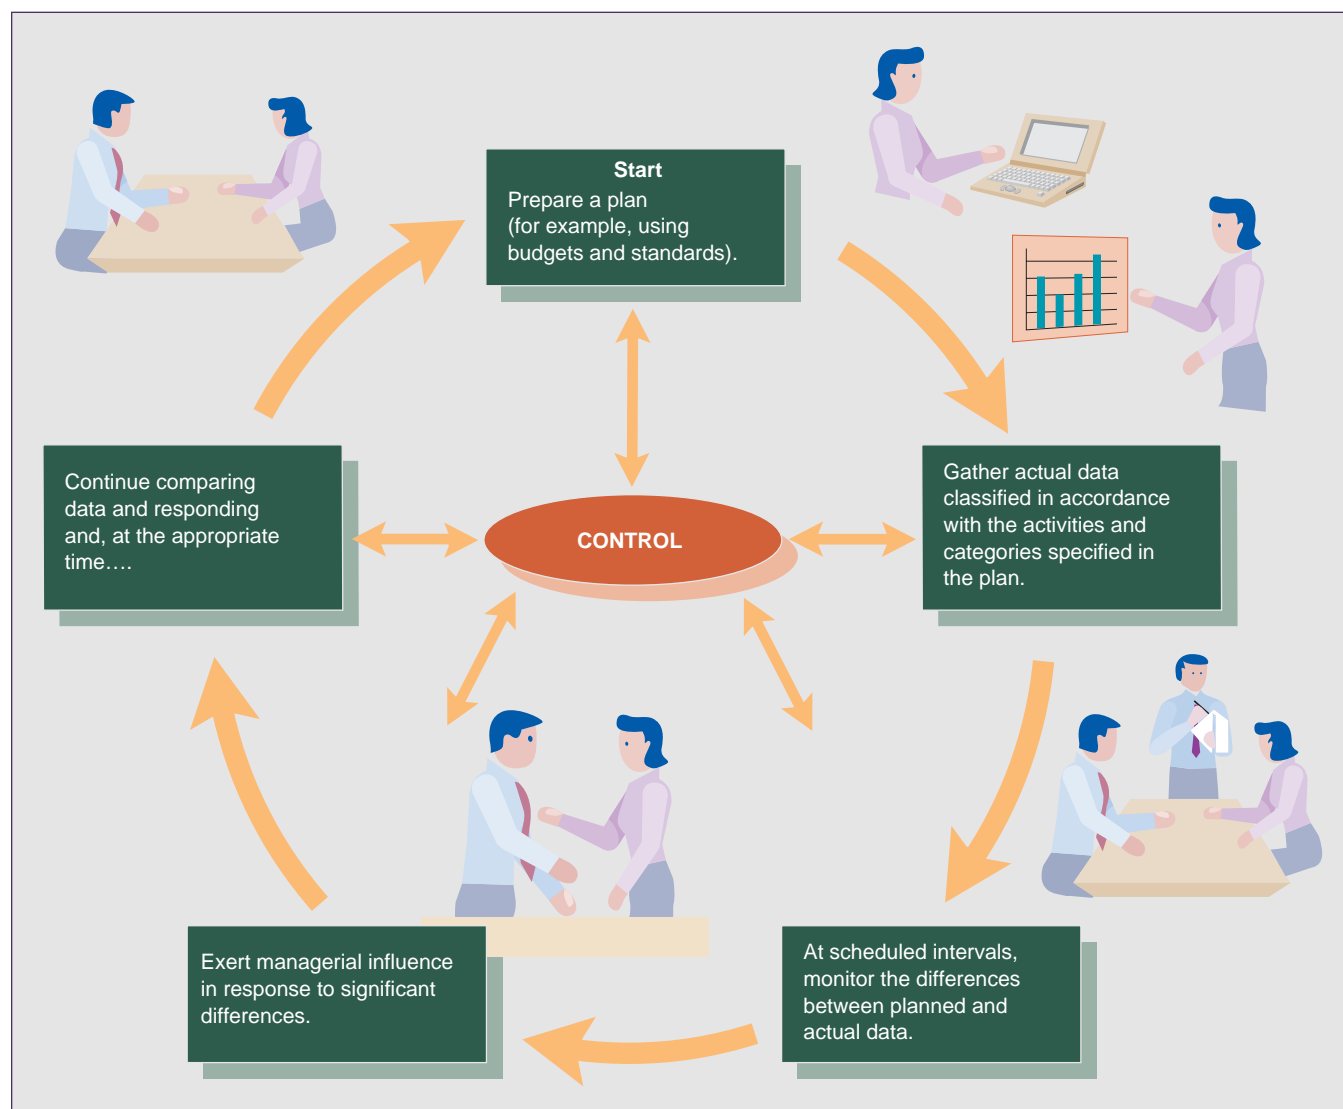 Start
Prepare a plan
(for example, using
budgets and standards).
Gather actual data
classified in accordance
with the activities and
categories specified in
the plan.
At scheduled intervals,
monitor the differences
between planned and
actual data.
Exert managerial influence
in response to significant
differences.
Continue comparing
data and responding
and, at the appropriate
time….
CONTROL